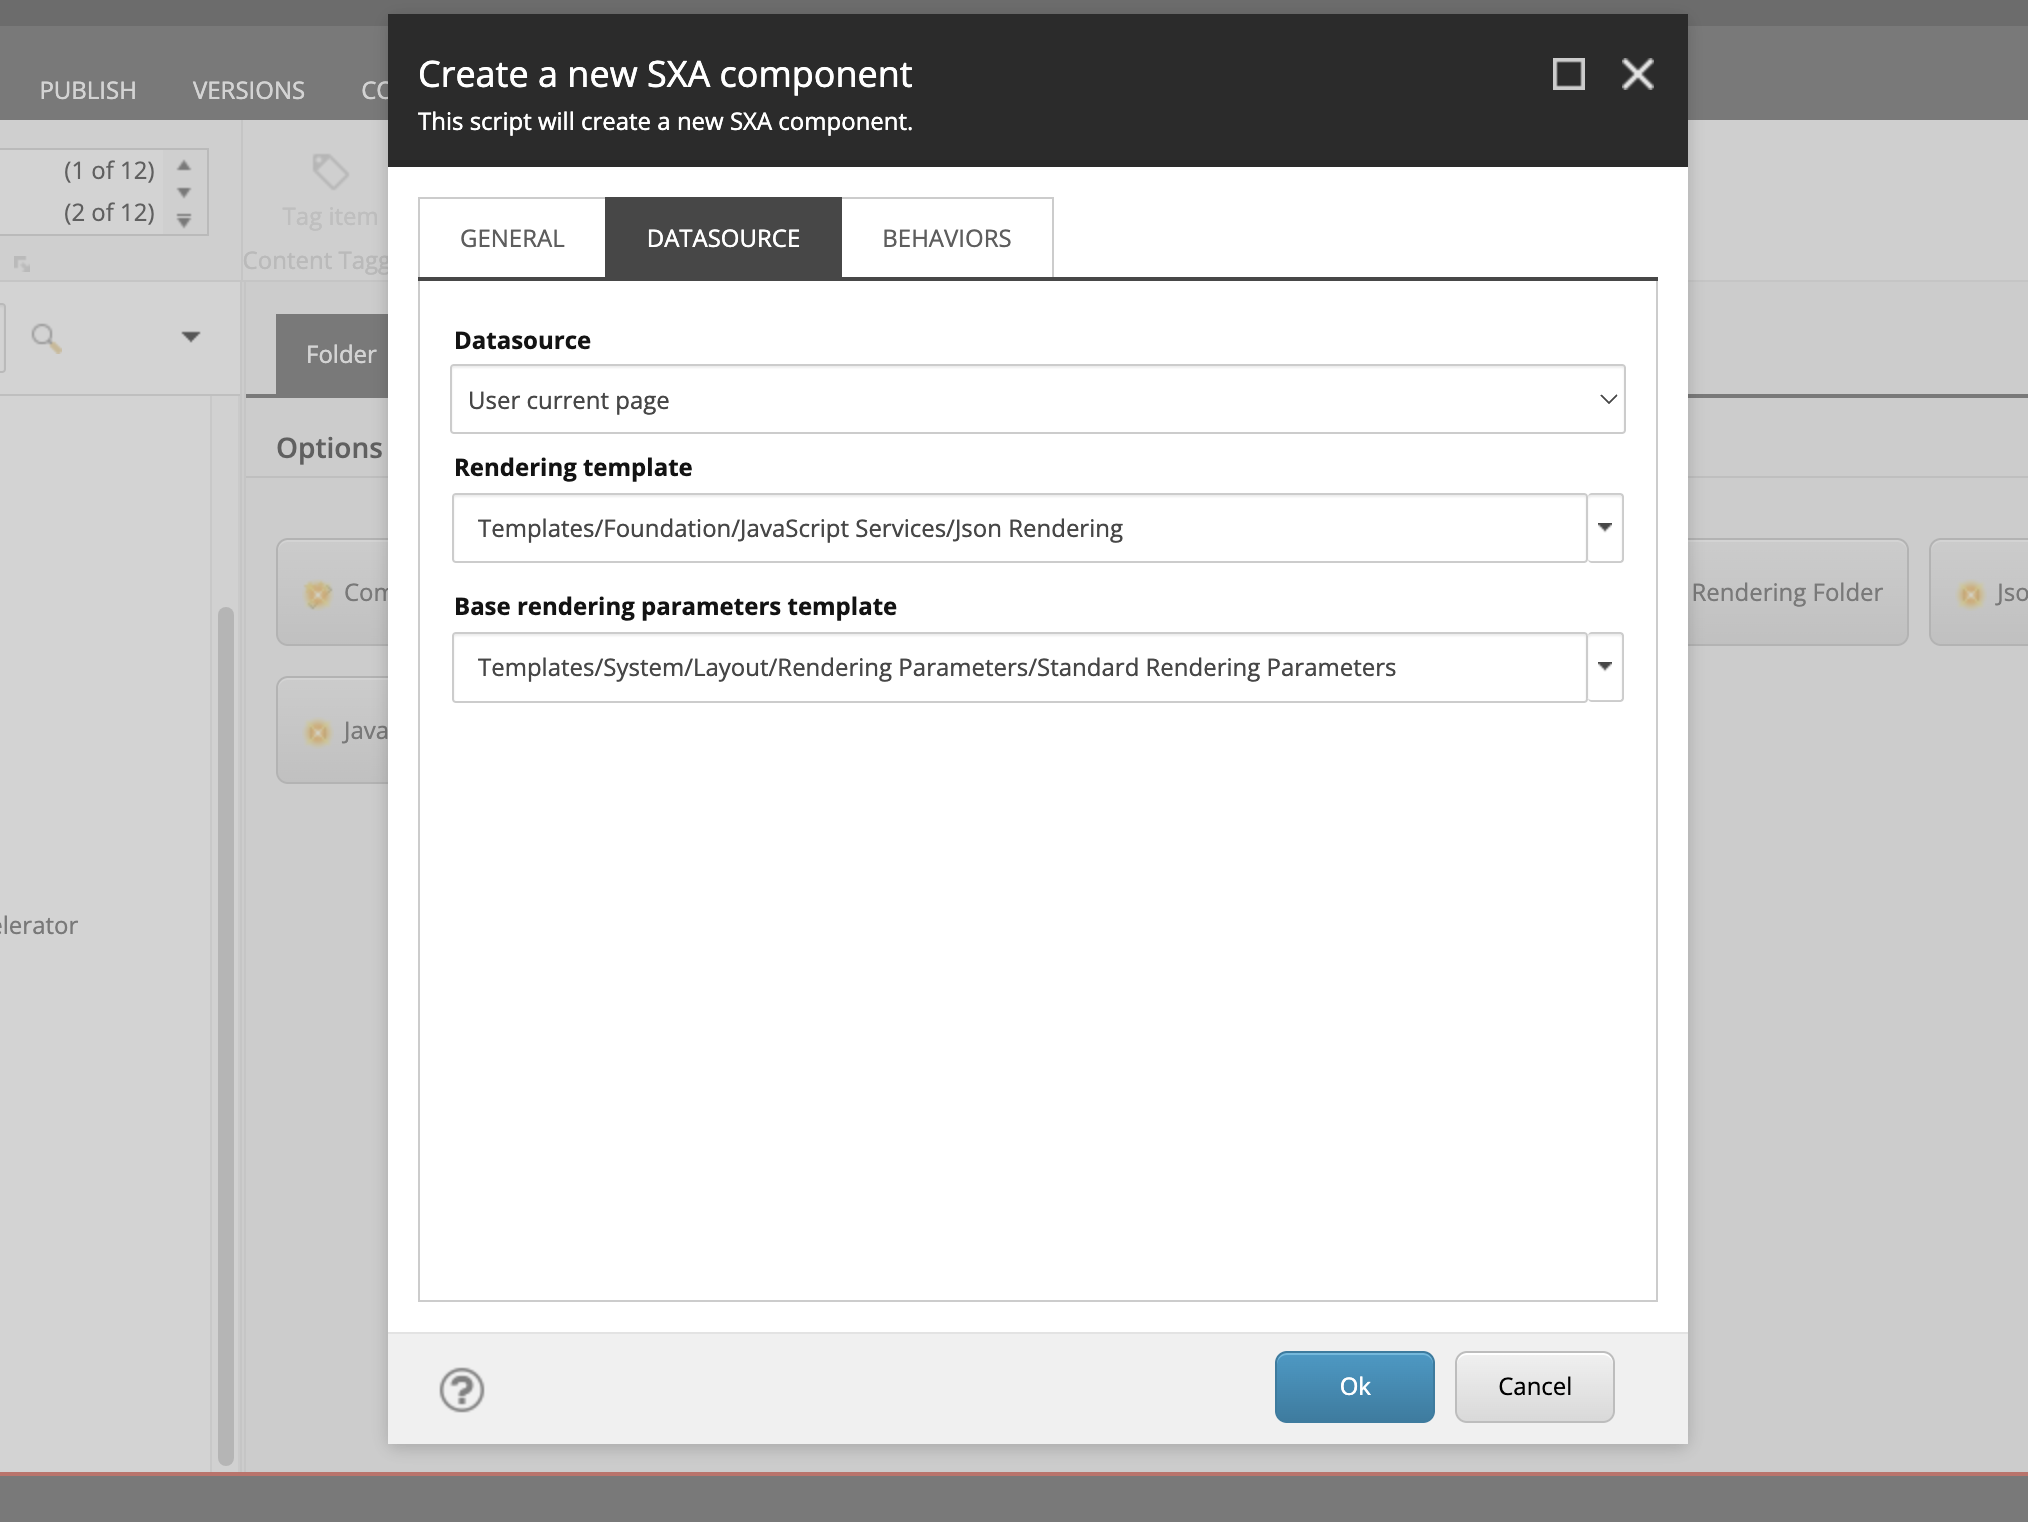 PUBLISH
VERSIONS
Create a new SXA component
This script will create a new SXA component.
(1 of 12)
(2 of 12)
Tag item
Content Tagg
GENERAL
DATASOURCE
BEHAVIORS
Folder
Options
Datasource
User current page
Rendering template
Templates/Foundation/JavaScript Services/Json Rendering
Base rendering parameters template
Templates/System/Layout/Rendering Parameters/Standard Rendering Parameters
Com
Rendering Folder
Jso
Java
lerator
Ok
Cancel